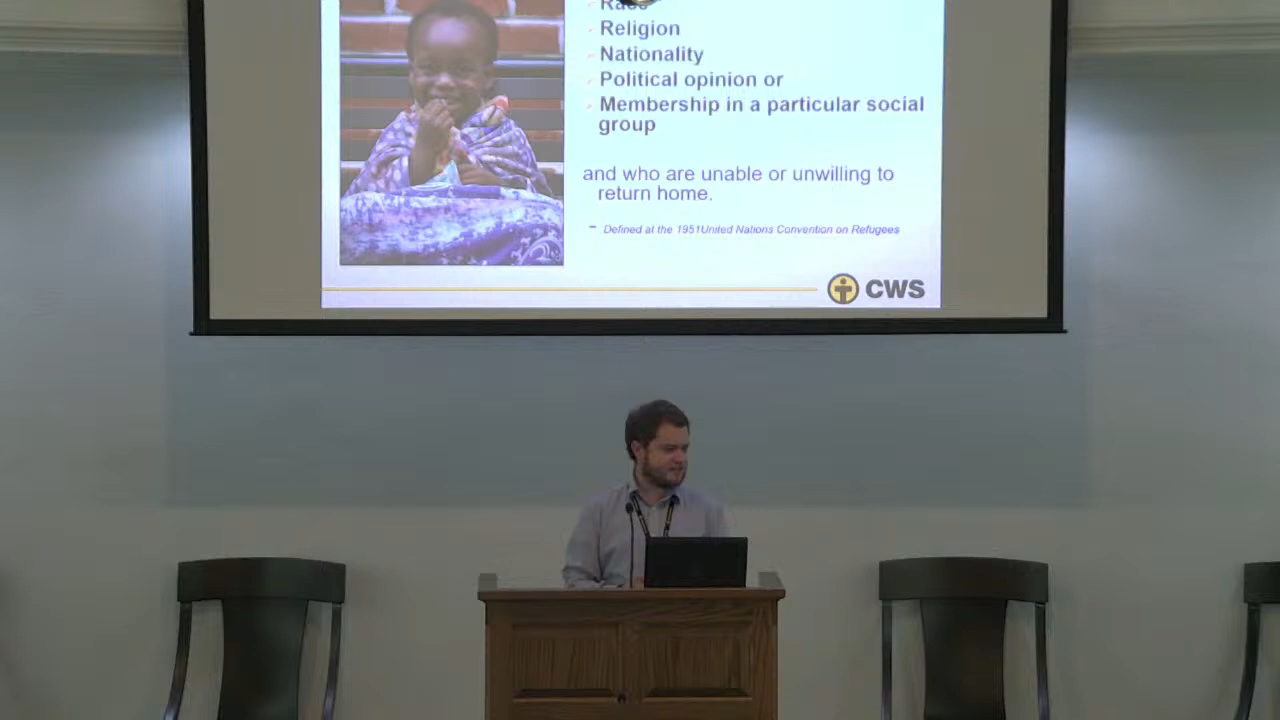 Race
Religion
Nationality
Political opinion or
Membership in a particular social
group
and who are unable or unwilling to
return home.
– Defined at the 1951United Nations Convention on Refugees
CWS